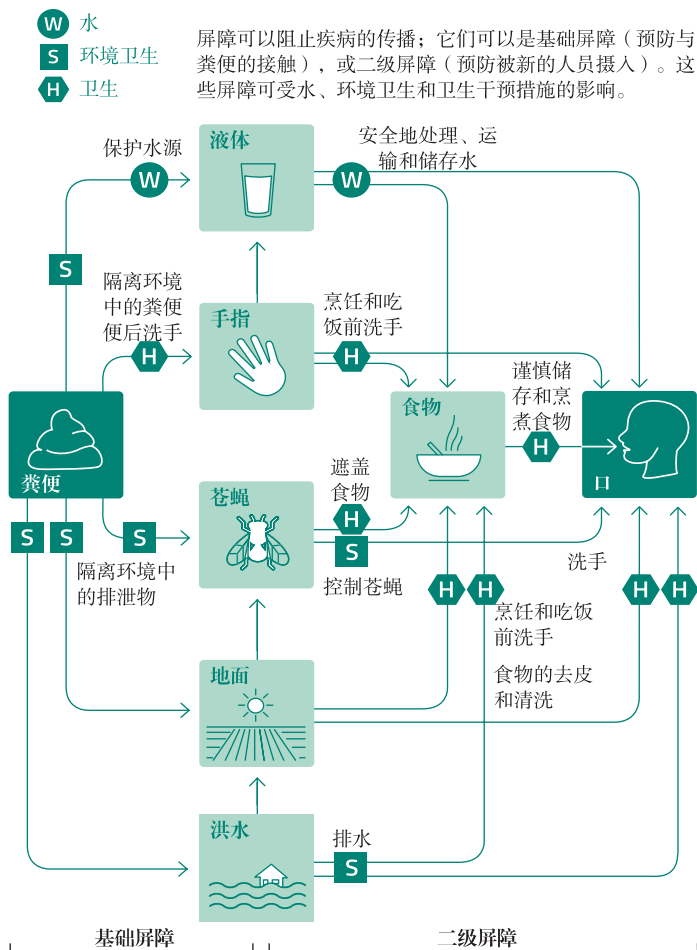 W 水
S 环境卫生
H 卫生
屏障可以阻止疾病的传播；它们可以是基础屏障（预防与
粪便的接触），或二级屏障（预防被新的人员摄入）。这
些屏障可受水、环境卫生和卫生干预措施的影响。
保护水源
W
液体
安全地处理、运
输和储存水
W
S
隔离环境
中的粪便
便后洗手
H
手指
烹饪和吃
饭前洗手
H
粪便
食物
谨慎储
存和烹
煮食物
H
口
S
S
S
隔离环境中
的排泄物
苍蝇
遮盖
食物
H
S
控制苍蝇
洗手
H
H
H
H
烹饪和吃饭
前洗手
食物的去皮
和清洗
地面
洪水
排水
S
基础屏障
二级屏障